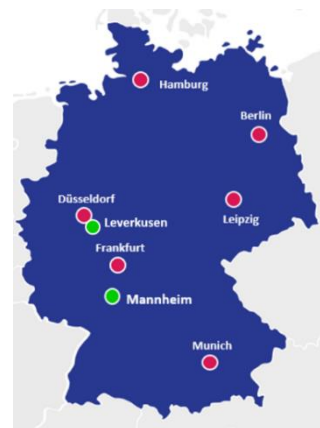 Hamburg
Berlin
Düsseldorf
Leipzig
Leverkusen
Frankfurt
Mannheim
Munich